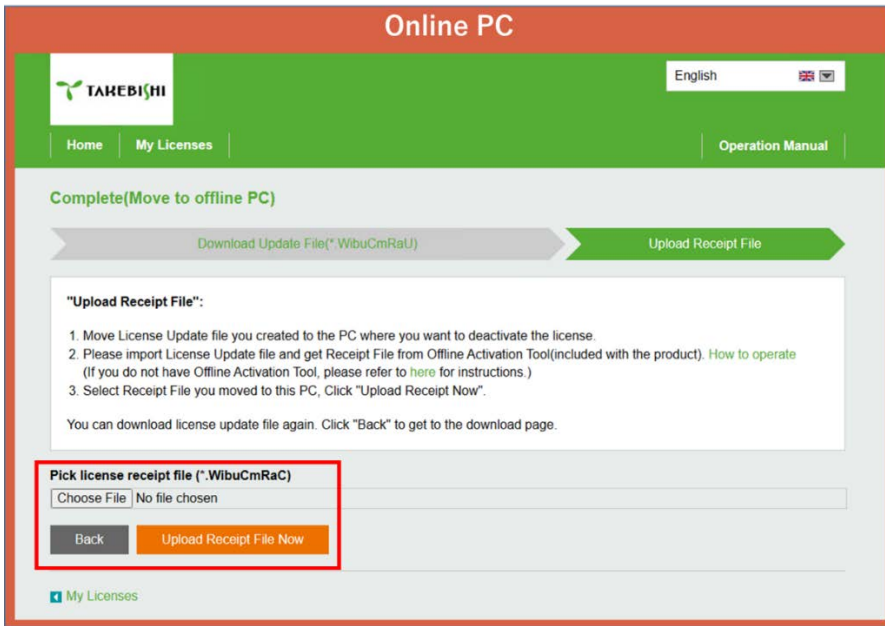 Online PC
TAKEBISHI
English
Home
My Licenses
Operation Manual
Complete(Move to offline PC)
Download Update File(*.WibuCmRaU)
Upload Receipt File
"Upload Receipt File":
1. Move License Update file you created to the PC where you want to deactivate the license.
2. Please import License Update file and get Receipt File from Offline Activation Tool(included with the product). How to operate
(If you do not have Offline Activation Tool, please refer to here for instructions.)
3. Select Receipt File you moved to this PC, Click "Upload Receipt Now".
You can download license update file again. Click "Back" to get to the download page.
Pick license receipt file (*.WibuCmRaC)
Choose File No file chosen
Back
Upload Receipt File Now
My Licenses